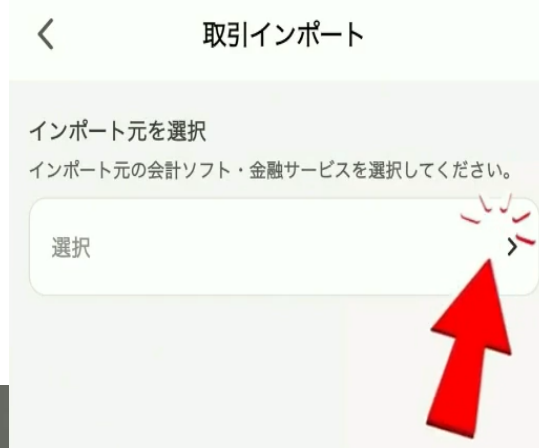 取引インポート
インポート元を選択
インポート元の会計ソフト・金融サービスを選択してください。
選択